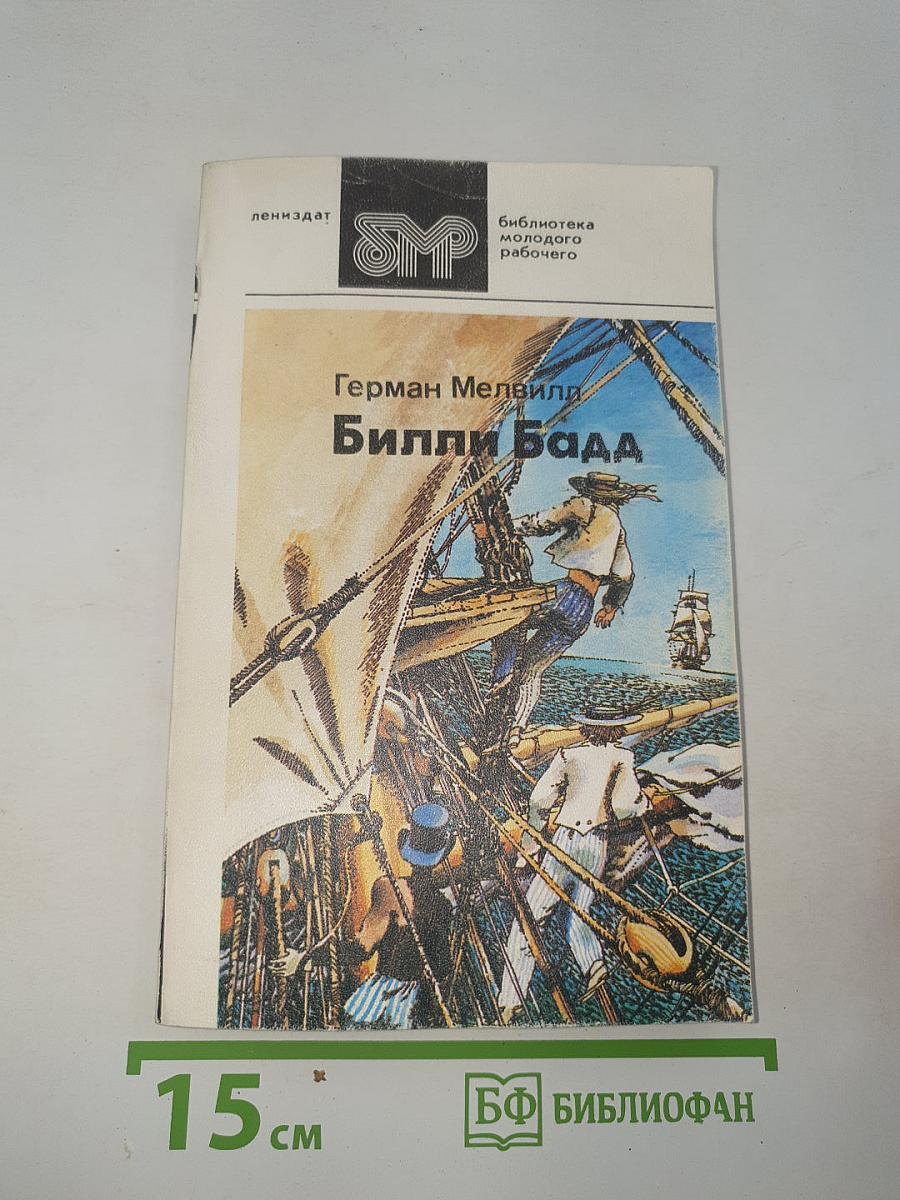 лениздат
бмр
библиотека
молодого
рабочего
Герман Мелвилл
Билли Бадд
15 см
БФ БИБЛИОФАН